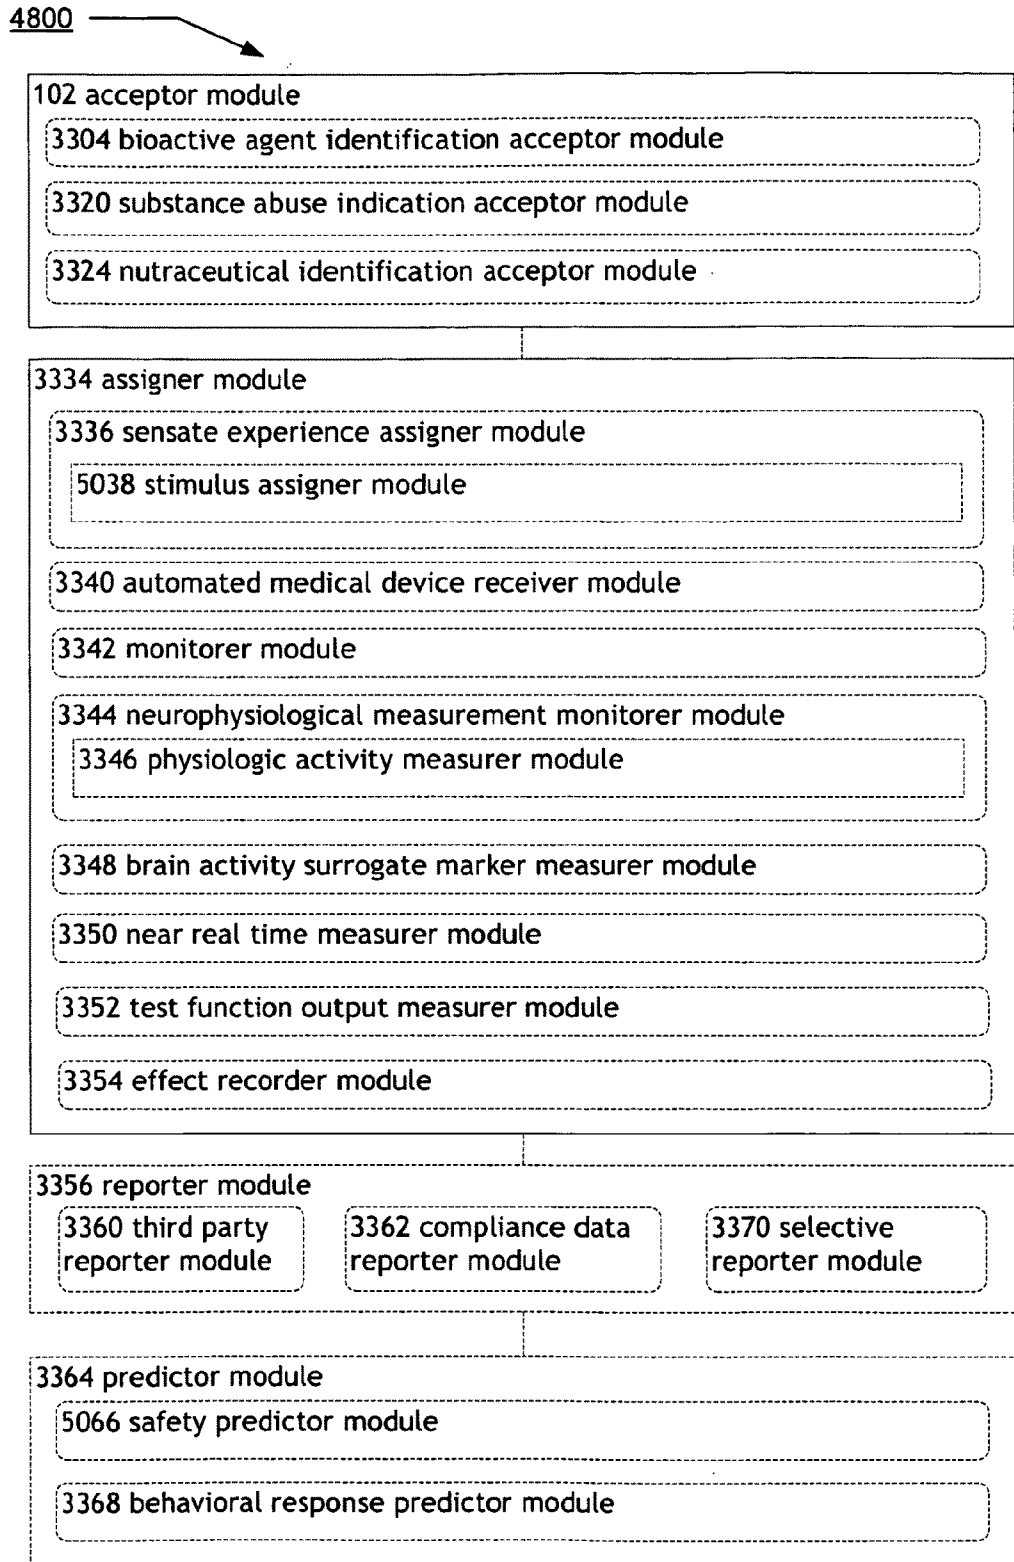 4800
102 acceptor module
3304 bioactive agent identification acceptor module
3320 substance abuse indication acceptor module
3324 nutraceutical identification acceptor module
3334 assigner module
3336 sensate experience assigner module
5038 stimulus assigner module
3340 automated medical device receiver module
3342 monitorer module
3344 neurophysiological measurement monitorer module
3346 physiologic activity measurer module
3348 brain activity surrogate marker measurer module
3350 near real time measurer module
3352 test function output measurer module
3354 effect recorder module
3356 reporter module
3360 third party
reporter module
3362 compliance data
reporter module
3370 selective
reporter module
3364 predictor module
5066 safety predictor module
3368 behavioral response predictor module